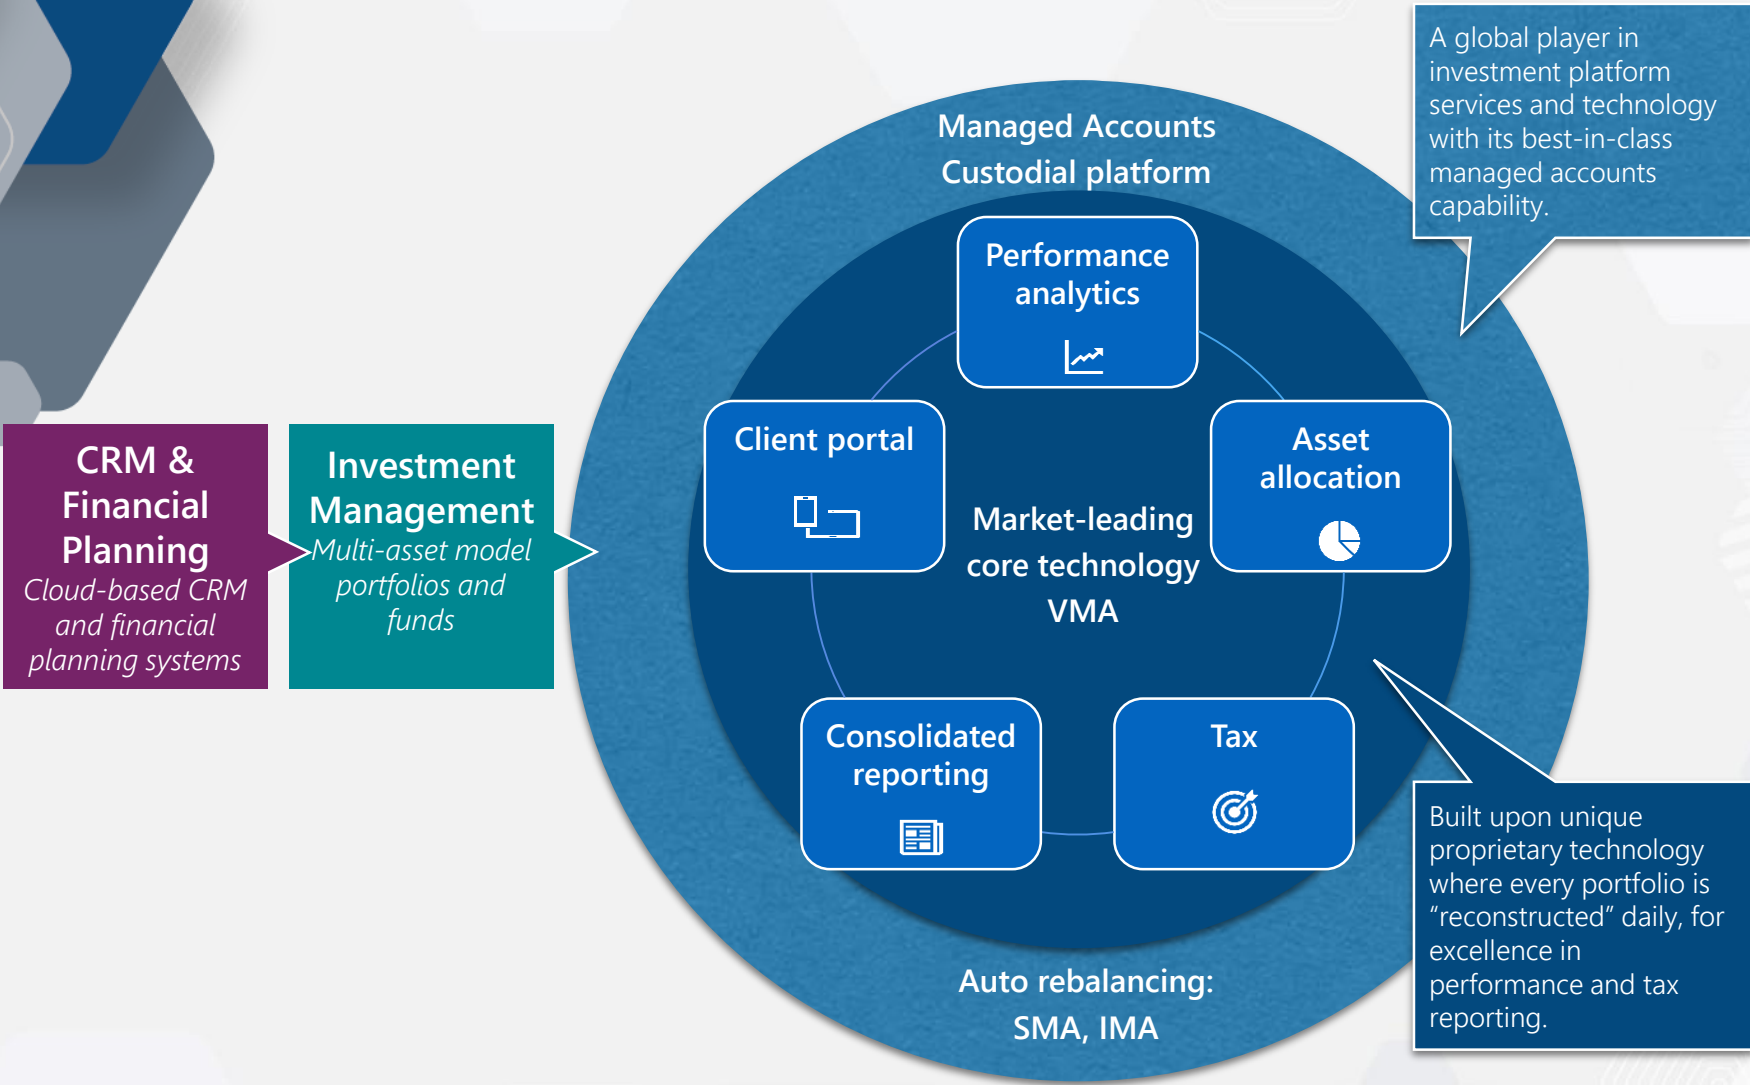 CRM &
Financial
Planning
Cloud-based CRM
and financial
planning systems
Investment
Management
Multi-asset model
portfolios and
funds
Managed Accounts
Custodial platform
Performance
analytics
Client portal
Asset
allocation
Market-leading
core technology
VMA
Consolidated
reporting
Tax
Auto rebalancing:
SMA, IMA
A global player in
investment platform
services and technology
with its best-in-class
managed accounts
capability.
Built upon unique
proprietary technology
where every portfolio is
“reconstructed” daily, for
excellence in
performance and tax
reporting.